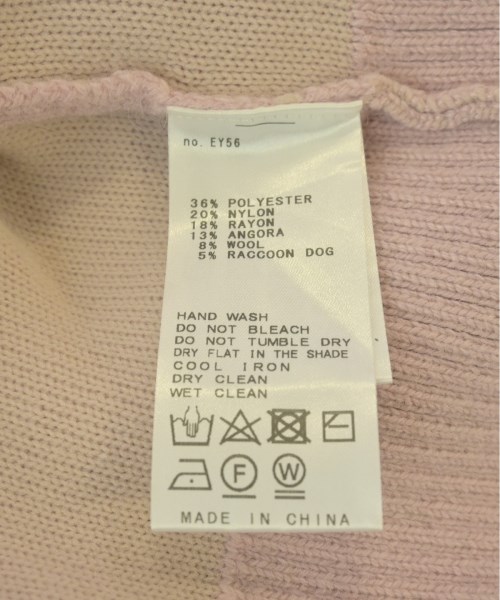 no. EY56
36% POLYESTER
20% NYLON
18% RAYON
13% ANGORA
8% WOOL
5% RACCOON DOG
HAND WASH
DO NOT BLEACH
DO NOT TUMBLE DRY
DRY FLAT IN THE SHADE
COOL IRON
DRY CLEAN
WET CLEAN
F W
MADE IN CHINA